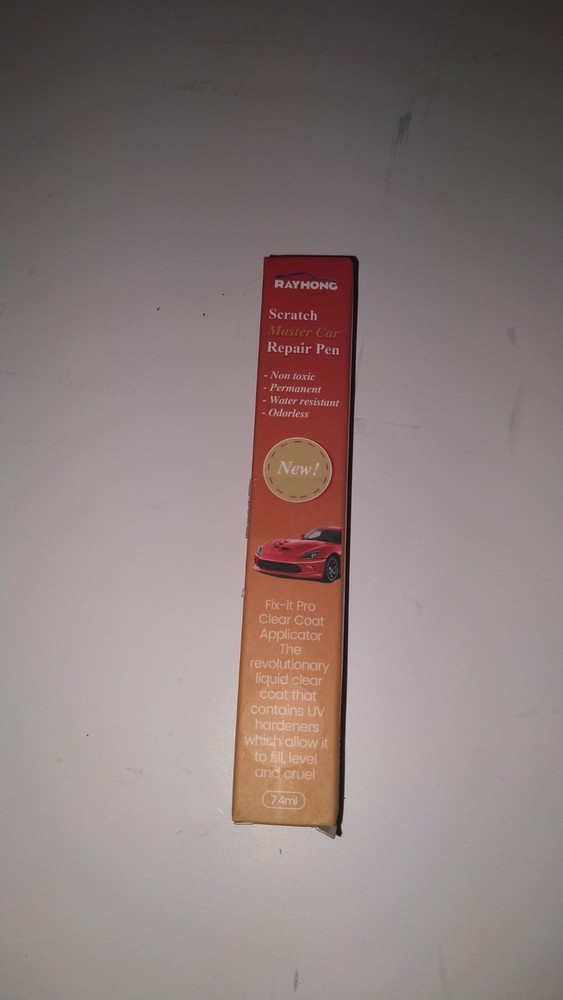 RAYHONG
Scratch
Master Car
Repair Pen
- Non toxic
- Permanent
- Water resistant
- Odorless
New!
Fix-it Pro
Clear Coat
Applicator
The
revolutionary
liquid clear
coat that
contains UV
hardeners
which allow it
to fill, level
and cruel
7.4ml